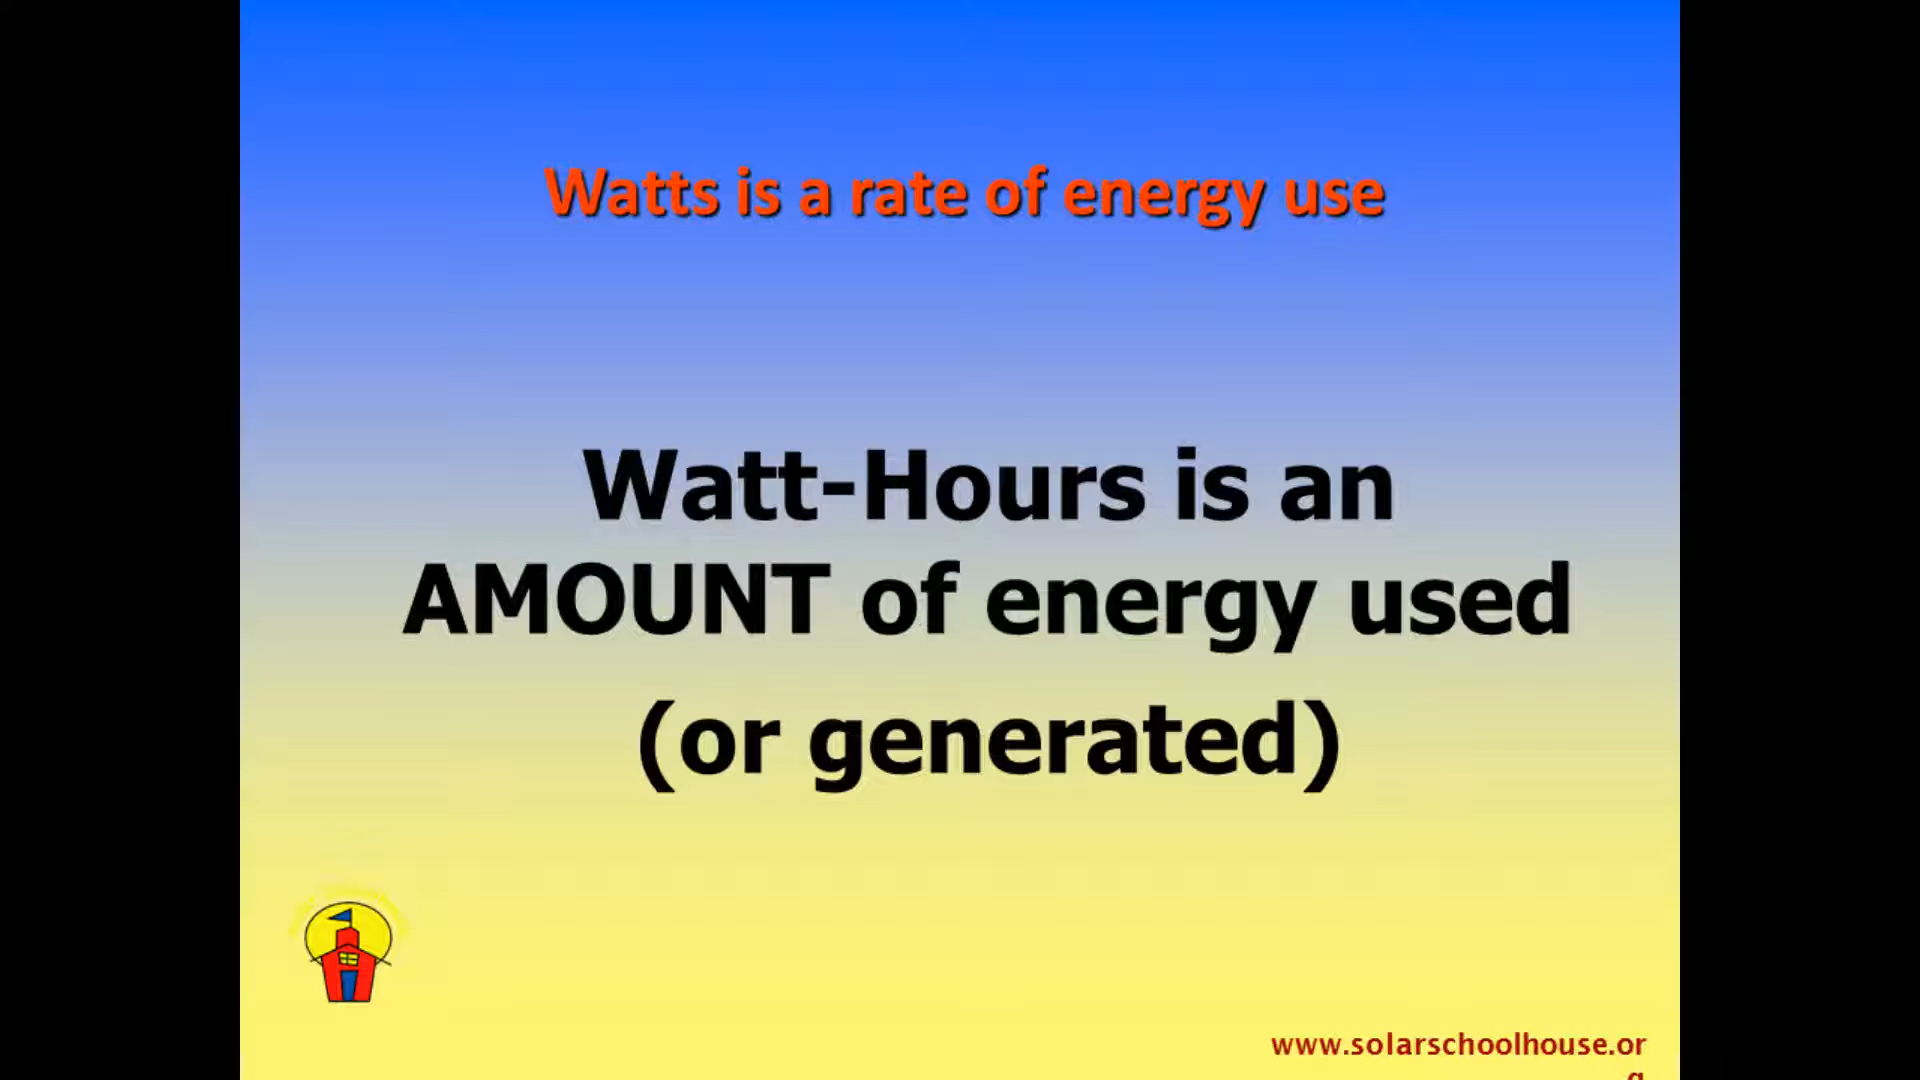 Watts is a rate of energy use
Watt-Hours is an
AMOUNT of energy used
(or generated)
www.solarschoolhouse.or
g